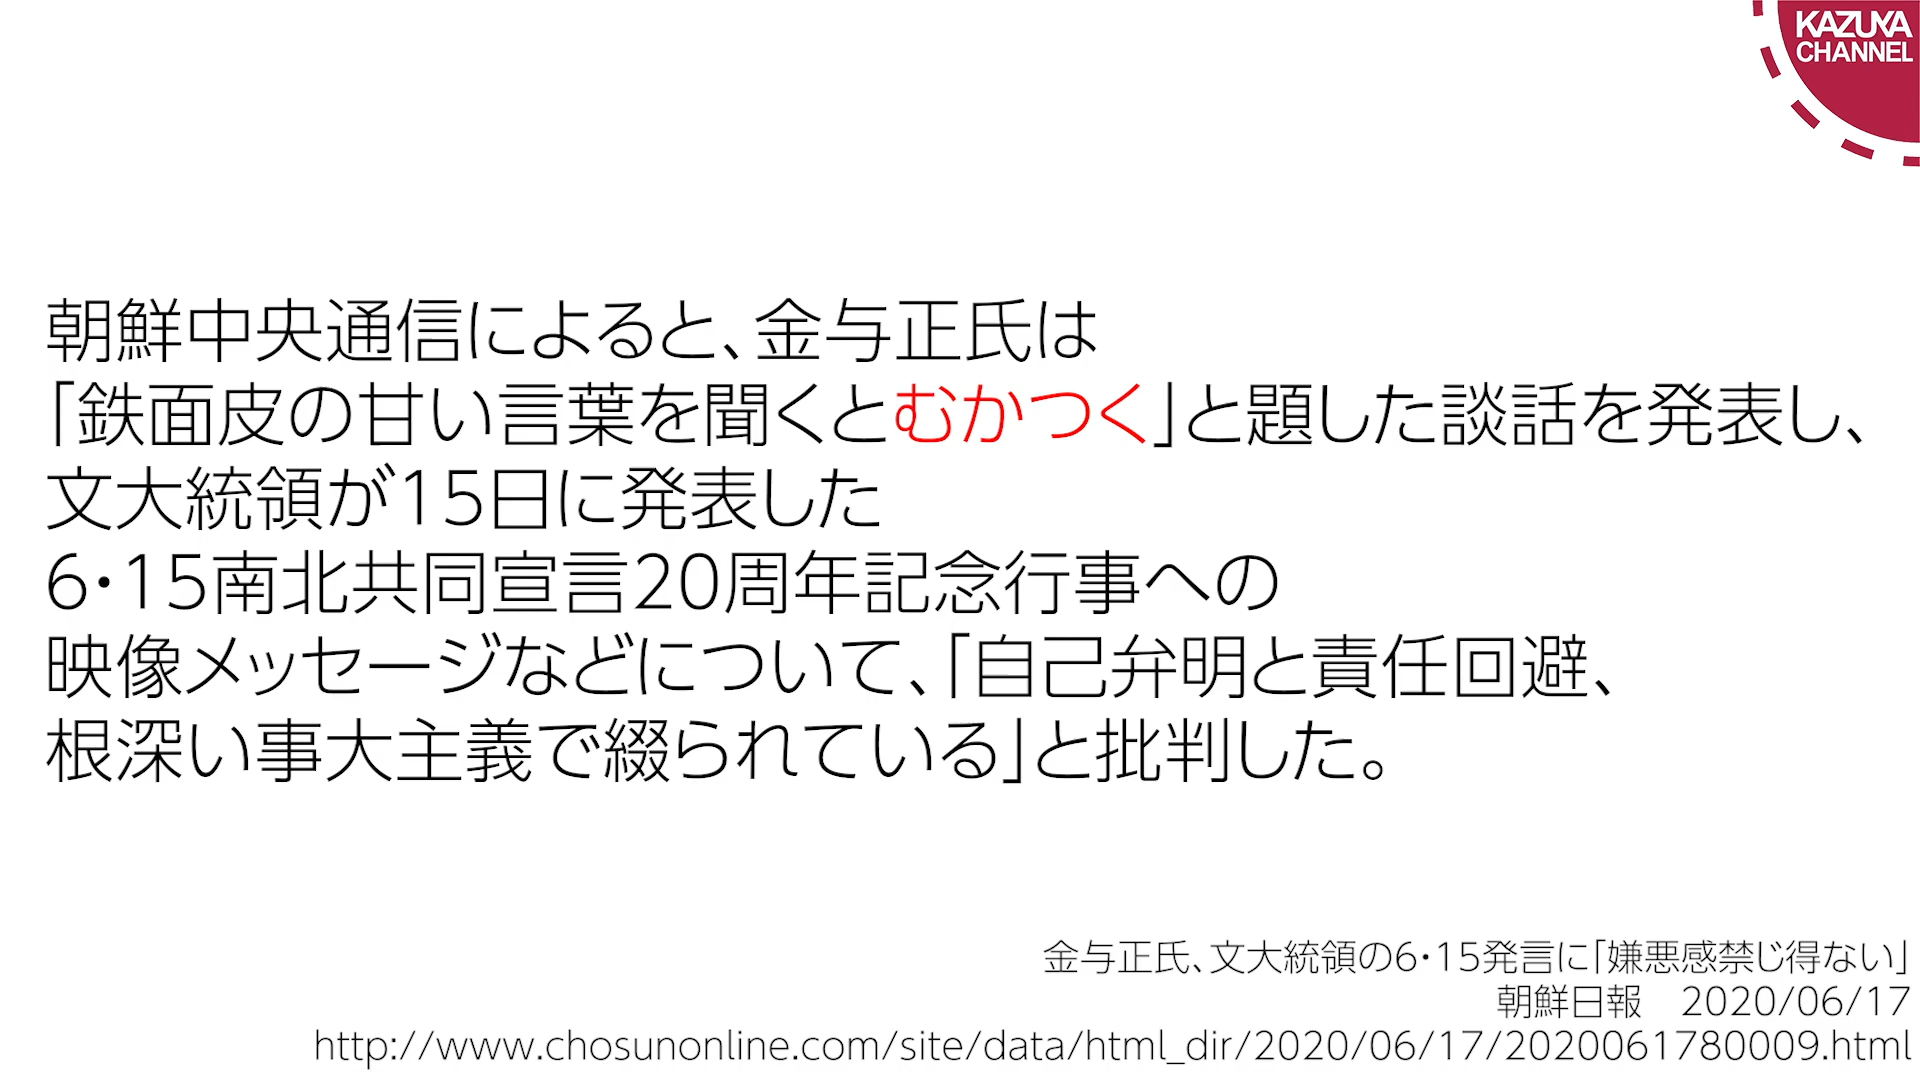 KAZUYA
CHANNEL
朝鮮中央通信によると、金与正氏は
「鉄面皮の甘い言葉を聞くとむかつく」と題した談話を発表し、
文大統領が15日に発表した
6・15南北共同宣言20周年記念行事への
映像メッセージなどについて、「自己弁明と責任回避、
根深い事大主義で綴られている」と批判した。
金与正氏、文大統領の6・15発言に「嫌悪感禁じ得ない」
朝鮮日報　2020/06/17
http://www.chosunonline.com/site/data/html_dir/2020/06/17/2020061780009.html